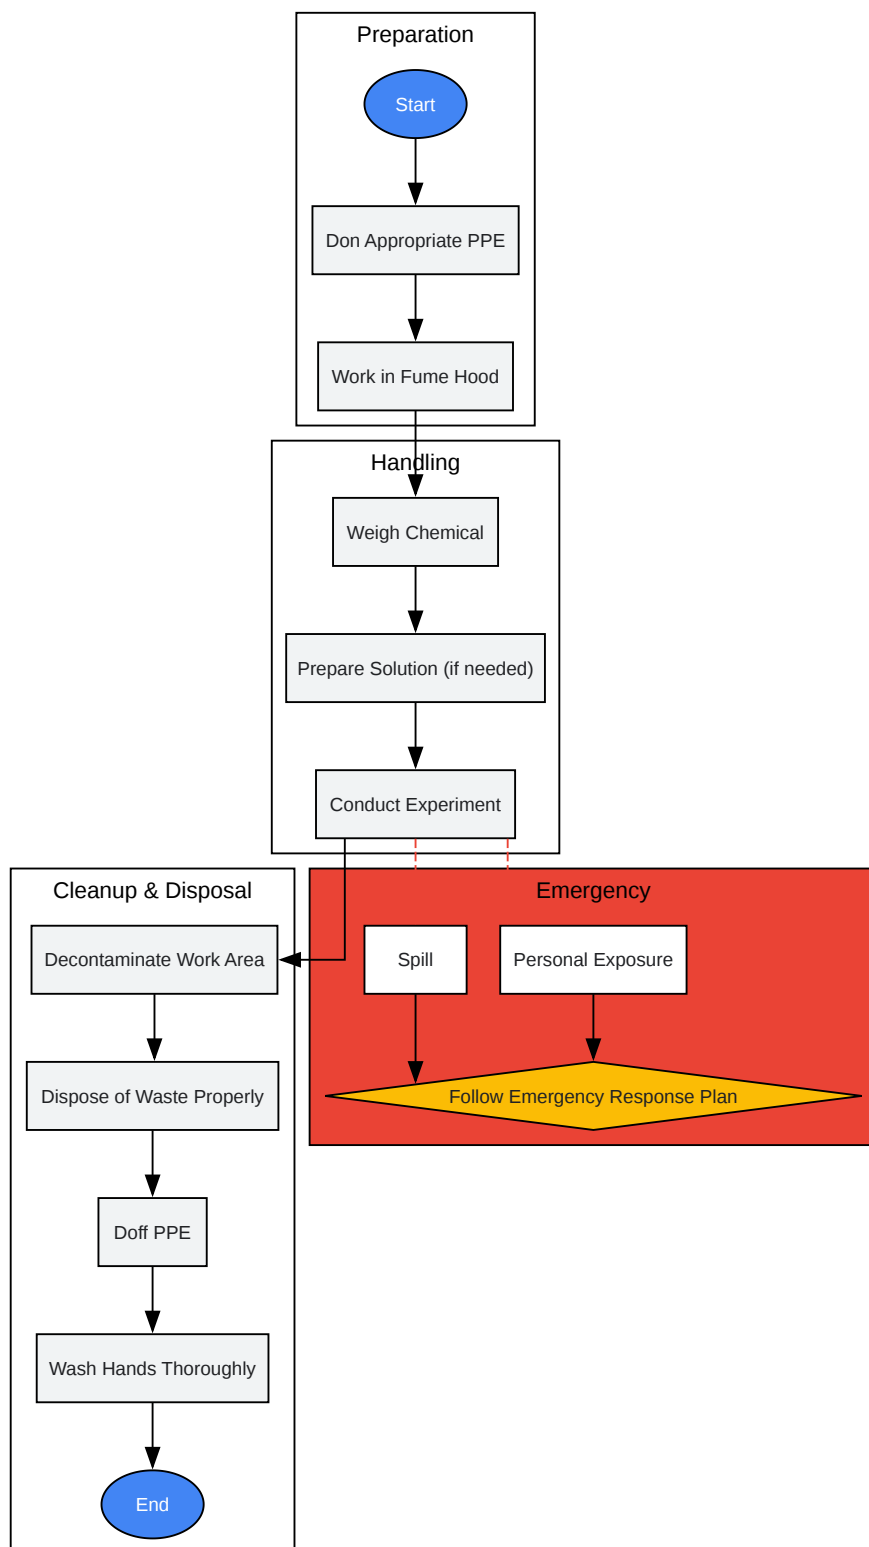 Preparation
Start
Don Appropriate PPE
Work in Fume Hood
Handling
Weigh Chemical
Prepare Solution (if needed)
Conduct Experiment
Cleanup & Disposal
Decontaminate Work Area
Dispose of Waste Properly
Doff PPE
Wash Hands Thoroughly
End
Emergency
Spill
Personal Exposure
Follow Emergency Response Plan